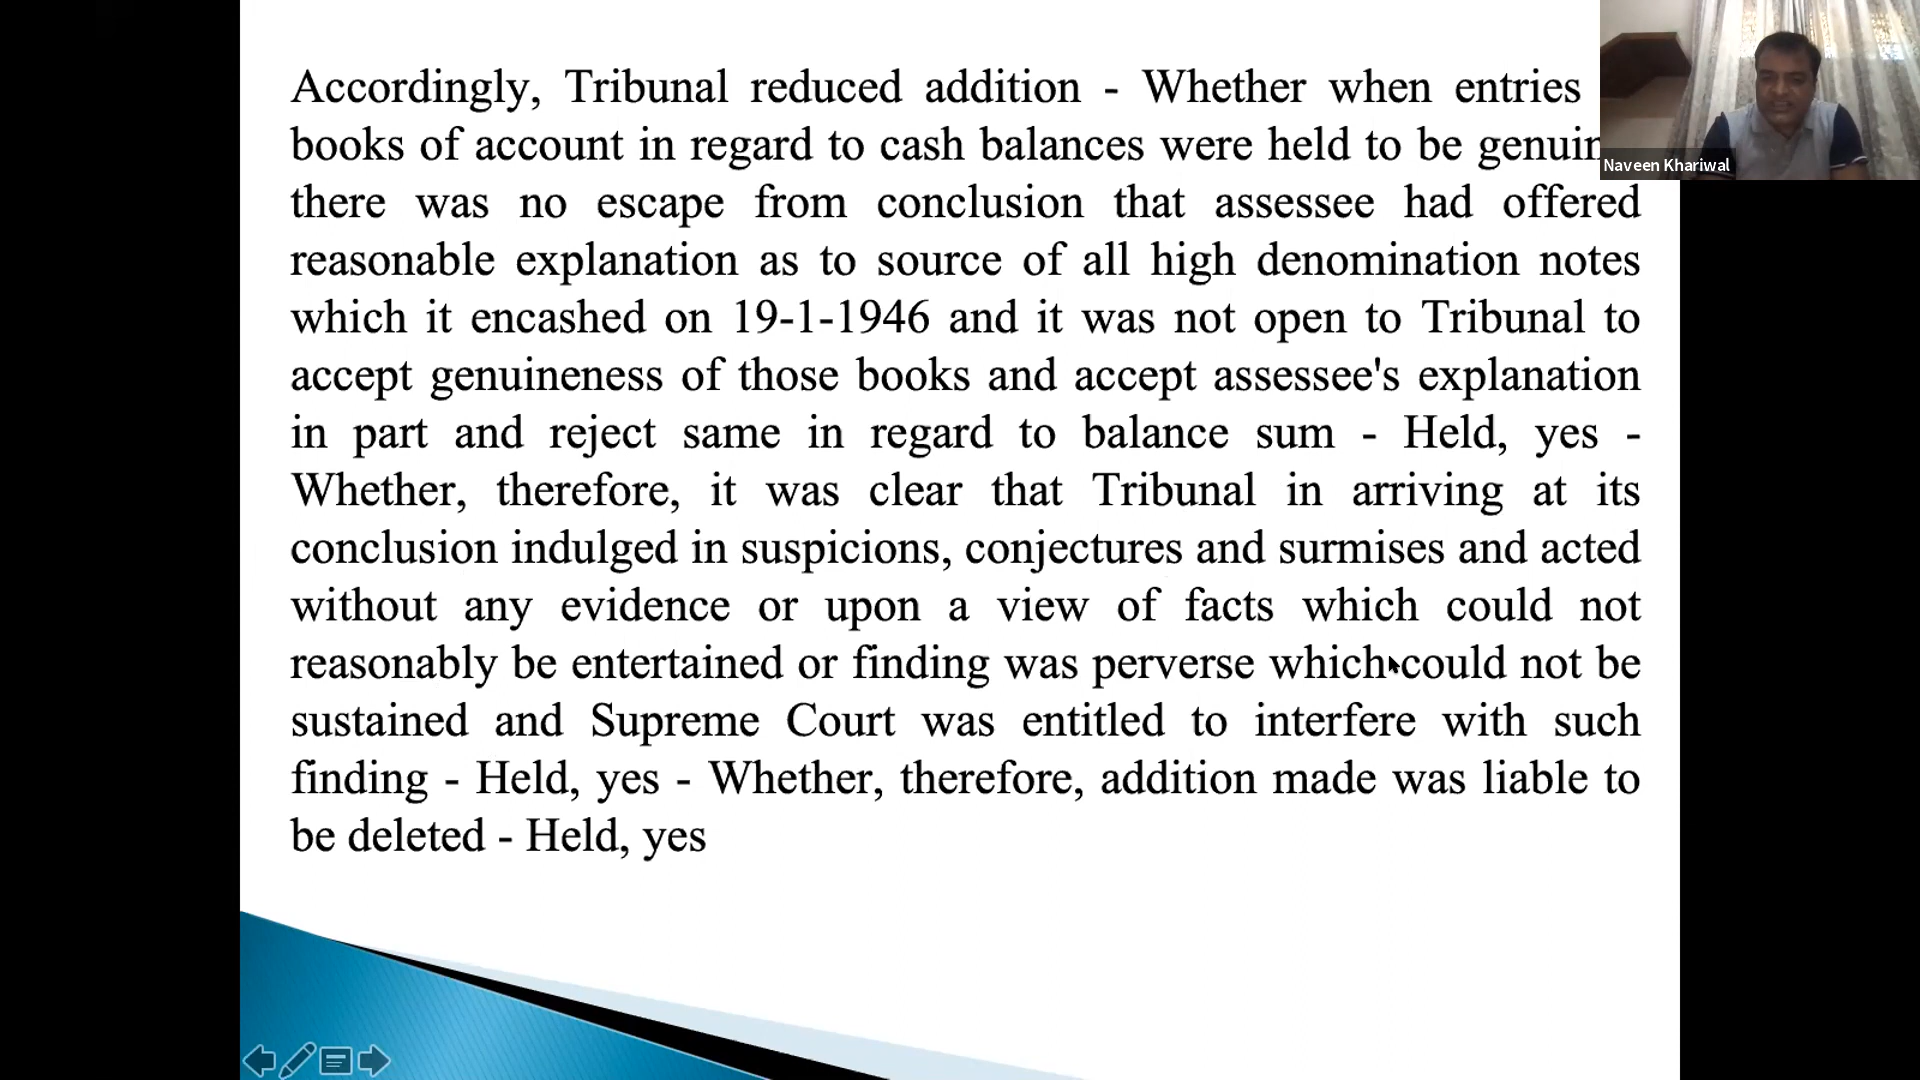 Accordingly, Tribunal reduced addition - Whether when entries
books of account in regard to cash balances were held to be
there was no escape from conclusion that assessee had offered
reasonable explanation as to source of all high denomination notes
which it encashed on 19-1-1946 and it was not open to Tribunal to
accept genuineness of those books and accept assessee's explanation
in part and reject same in regard to balance sum - Held, yes -
Whether, therefore, it was clear that Tribunal in arriving at its
conclusion indulged in suspicions, conjectures and surmises and acted
without any evidence or upon a view of facts which could not
reasonably be entertained or finding was perverse which could not be
sustained and Supreme Court was entitled to interfere with such
finding - Held, yes - Whether, therefore, addition made was liable to
be deleted - Held, yes
Naveen Khariwal